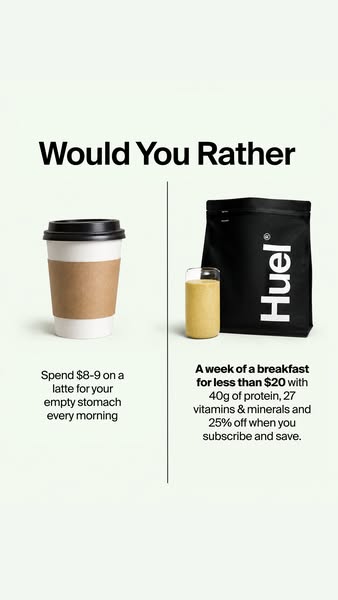 Would You Rather
Huel®
Spend $8-9 on a
latte for your
empty stomach
every morning
A week of a breakfast
for less than $20 with
40g of protein, 27
vitamins & minerals and
25% off when you
subscribe and save.